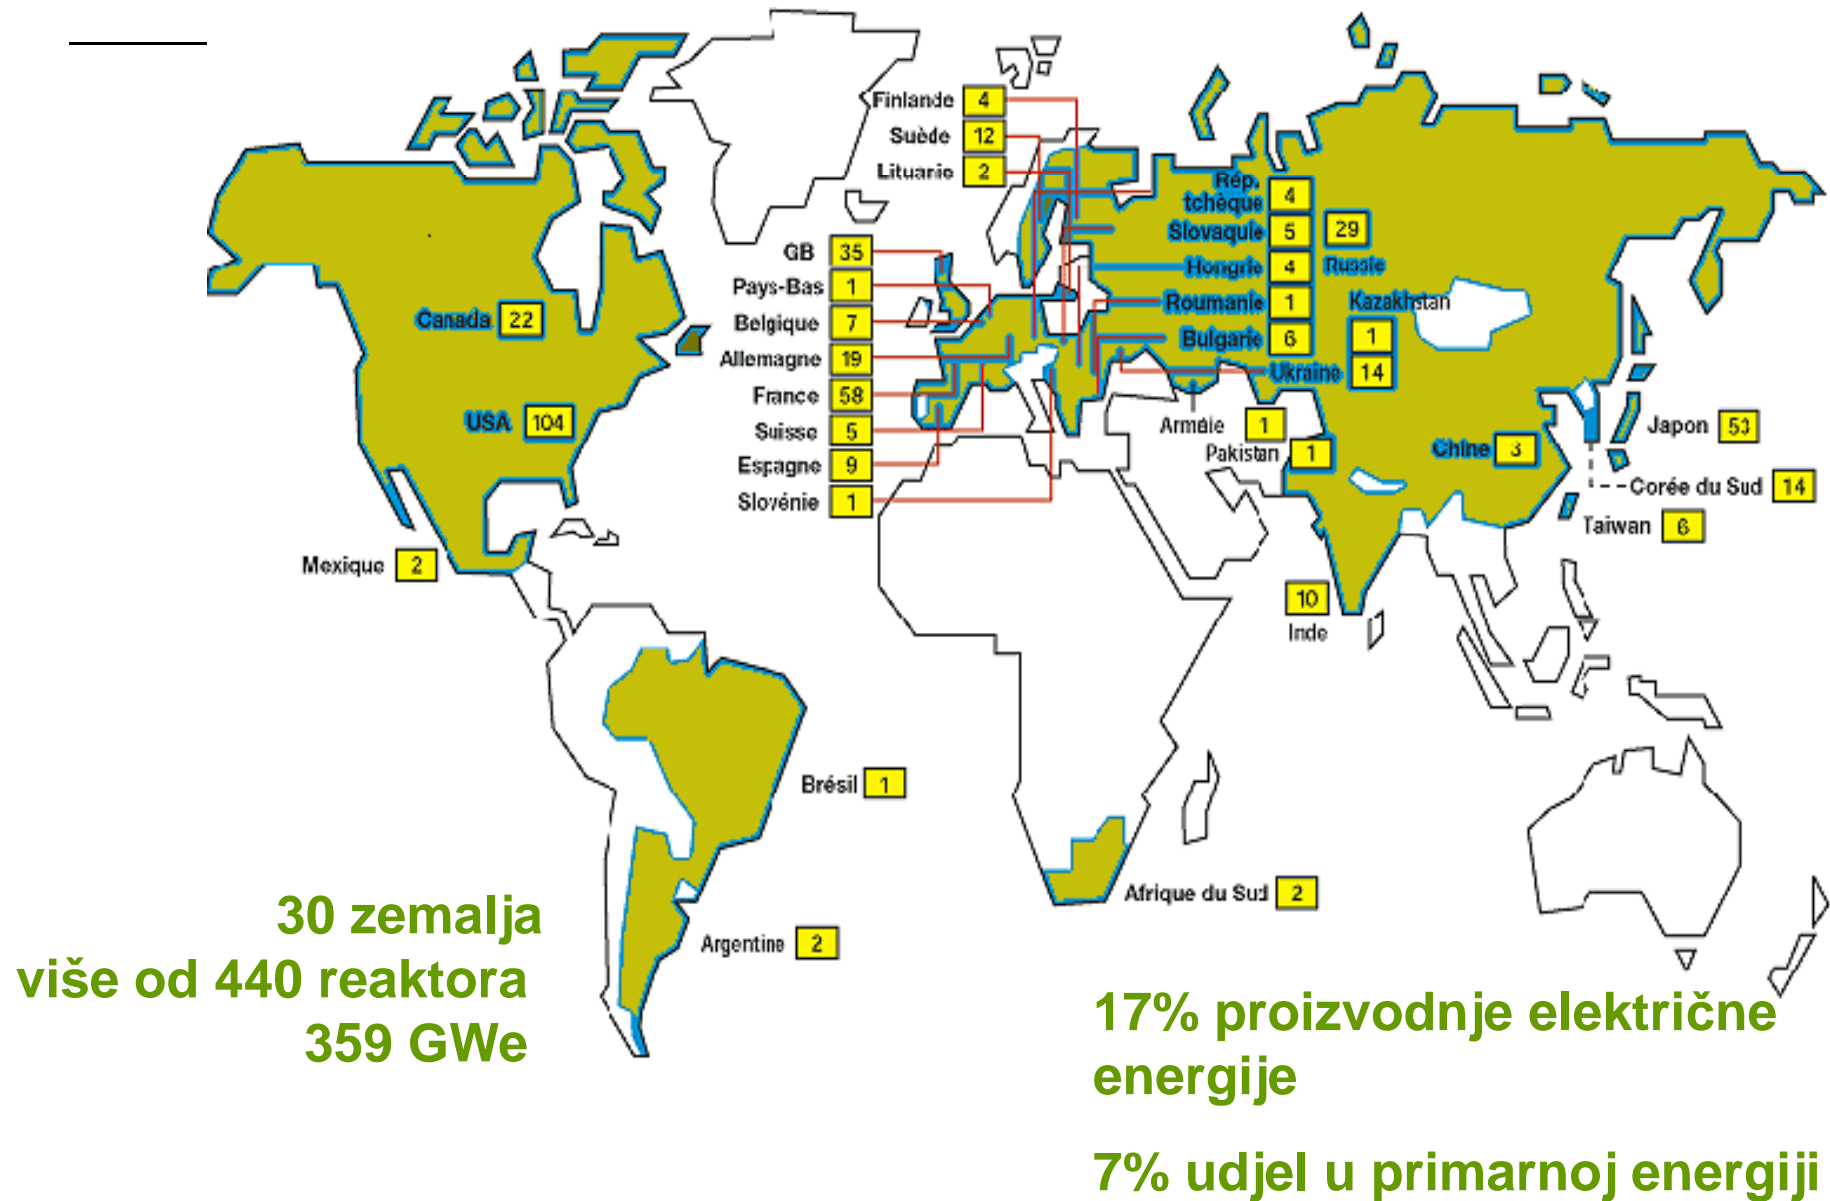 Finlande 4
Suède 12
Lituanie 2
Rép. tchèque 4
Slovaquie 5
29
Russie
Hongrie 4
Roumanie 1
Kazakhstan
1
Bulgarie 6
Ukraine 14
GB 35
Pays-Bas 1
Belgique 7
Allemagne 19
France 58
Suisse 5
Espagne 9
Slovénie 1
Canada 22
USA 104
Mexique 2
Arménie 1
Pakistan 1
Chine 3
Japon 53
Corée du Sud 14
Taiwan 6
10
Inde
Brésil 1
Afrique du Sud 2
Argentine 2
30 zemalja
više od 440 reaktora
359 GWe
17% proizvodnje električne
energije
7% udjel u primarnoj energiji